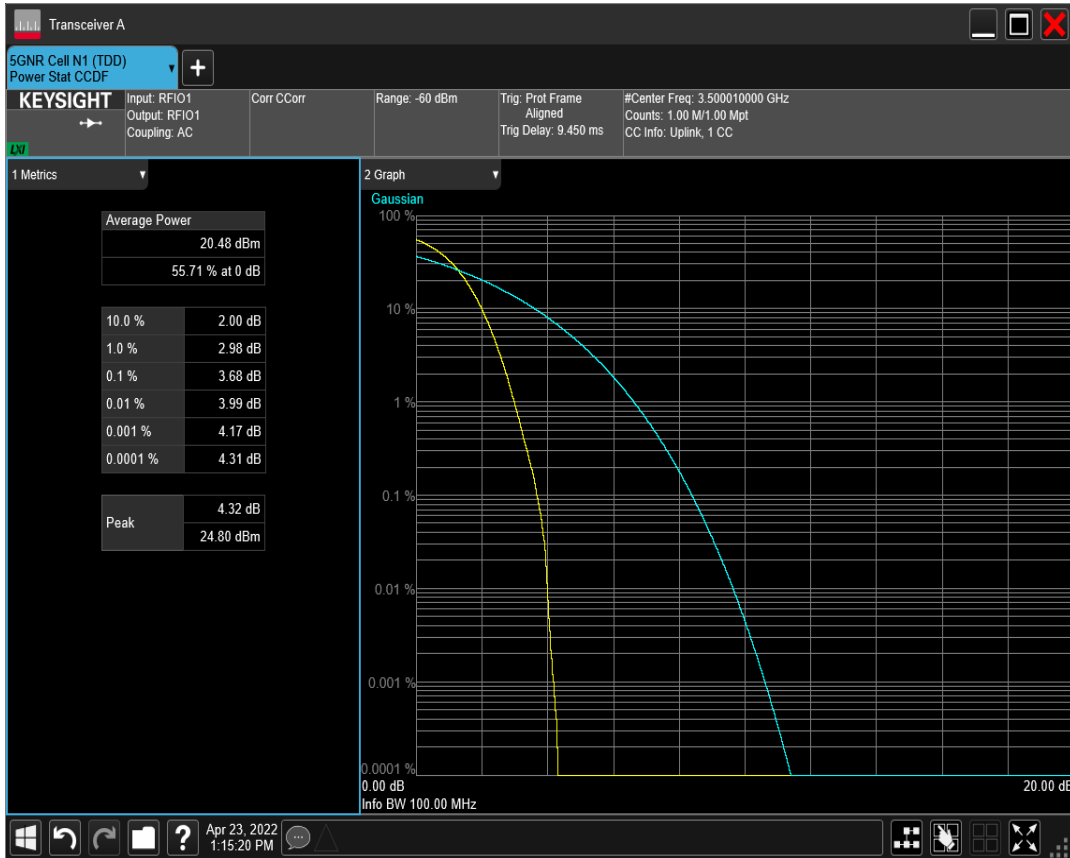 Transceiver A
5GNR Cell N1 (TDD)
Power Stat CCDF
+
KEYSIGHT
LXI
Input: RFIO1
Output: RFIO1
Coupling: AC
Corr CCorr
Range: -60 dBm
Trig: Prot Frame
Aligned
Trig Delay: 9.450 ms
#Center Freq: 3.500010000 GHz
Counts: 1.00 M/1.00 Mpt
CC Info: Uplink, 1 CC
1 Metrics
Average Power
20.48 dBm
55.71 % at 0 dB
10.0 % 2.00 dB
1.0 % 2.98 dB
0.1 % 3.68 dB
0.01 % 3.99 dB
0.001 % 4.17 dB
0.0001 % 4.31 dB
Peak
4.32 dB
24.80 dBm
2 Graph
Gaussian
100 %
10 %
1 %
0.1 %
0.01 %
0.001 %
0.0001 %
0.00 dB 20.00 dB
Info BW 100.00 MHz
?
Apr 23, 2022
1:15:20 PM